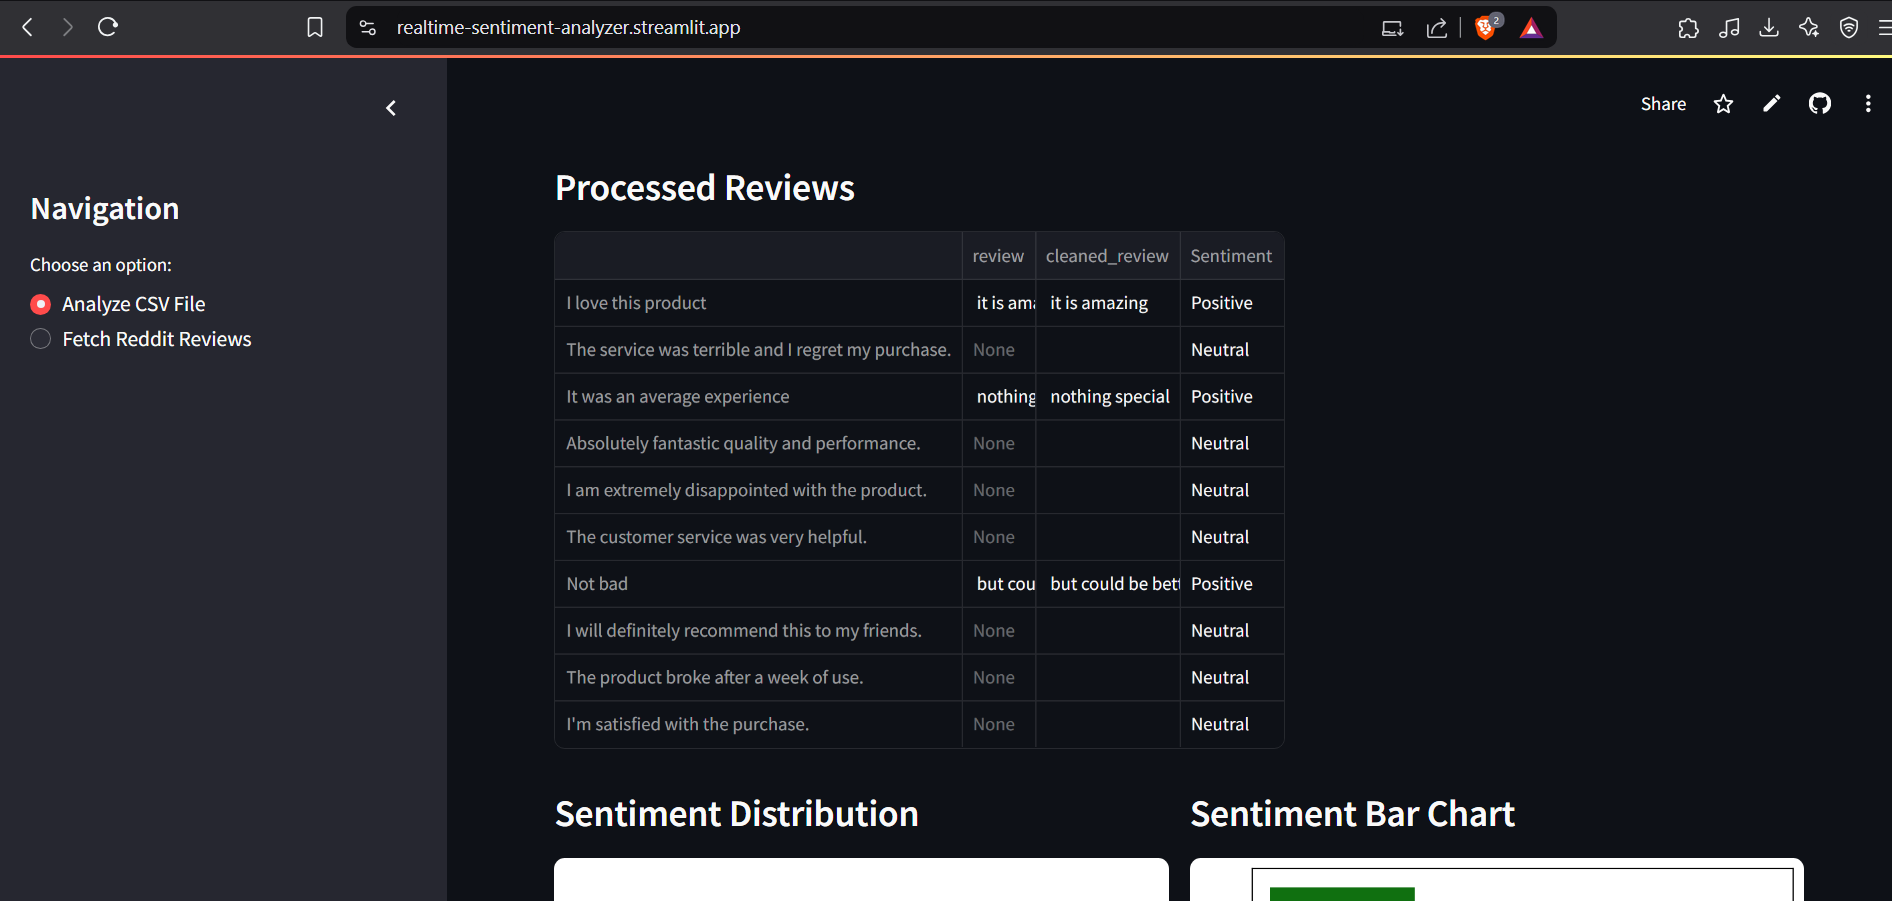 realtime-sentiment-analyzer.streamlit.app
2
Share
Navigation
Choose an option:
Analyze CSV File
Fetch Reddit Reviews
Processed Reviews
review cleaned_review Sentiment
I love this product it is ama it is amazing Positive
The service was terrible and I regret my purchase. None Neutral
It was an average experience nothing nothing special Positive
Absolutely fantastic quality and performance. None Neutral
I am extremely disappointed with the product. None Neutral
The customer service was very helpful. None Neutral
Not bad but cou but could be bett Positive
I will definitely recommend this to my friends. None Neutral
The product broke after a week of use. None Neutral
I'm satisfied with the purchase. None Neutral
Sentiment Distribution Sentiment Bar Chart